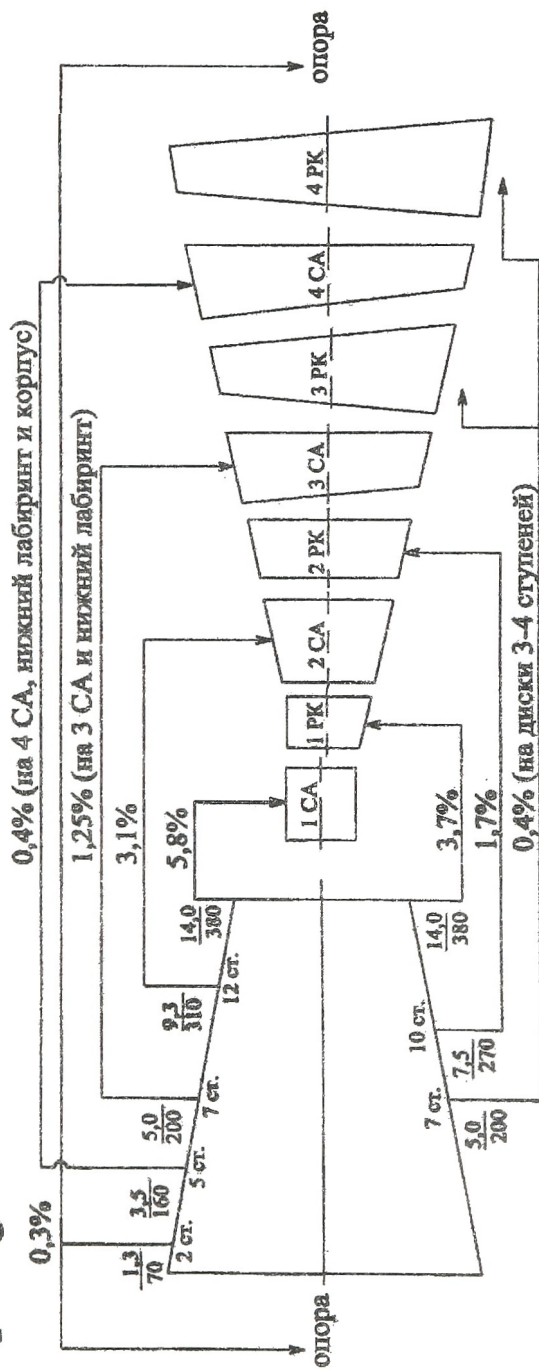 0,3%
0,4% (на 4 СА, нижний лабиринт и корпус)
1,25% (на 3 СА и нижний лабиринт)
3,1%
5,8%
1,3
70
2 ст.
3,5
160
5 ст.
5,0
200
7 ст.
9,3
310
12 ст.
14,0
380
опора
опора
1 СА
1 РК
2 СА
2 РК
3 СА
3 РК
4 СА
4 РК
14,0
380
10 ст.
7,5
270
7 ст.
5,0
200
3,7%
1,7%
0,4% (на диски 3-4 ступеней)